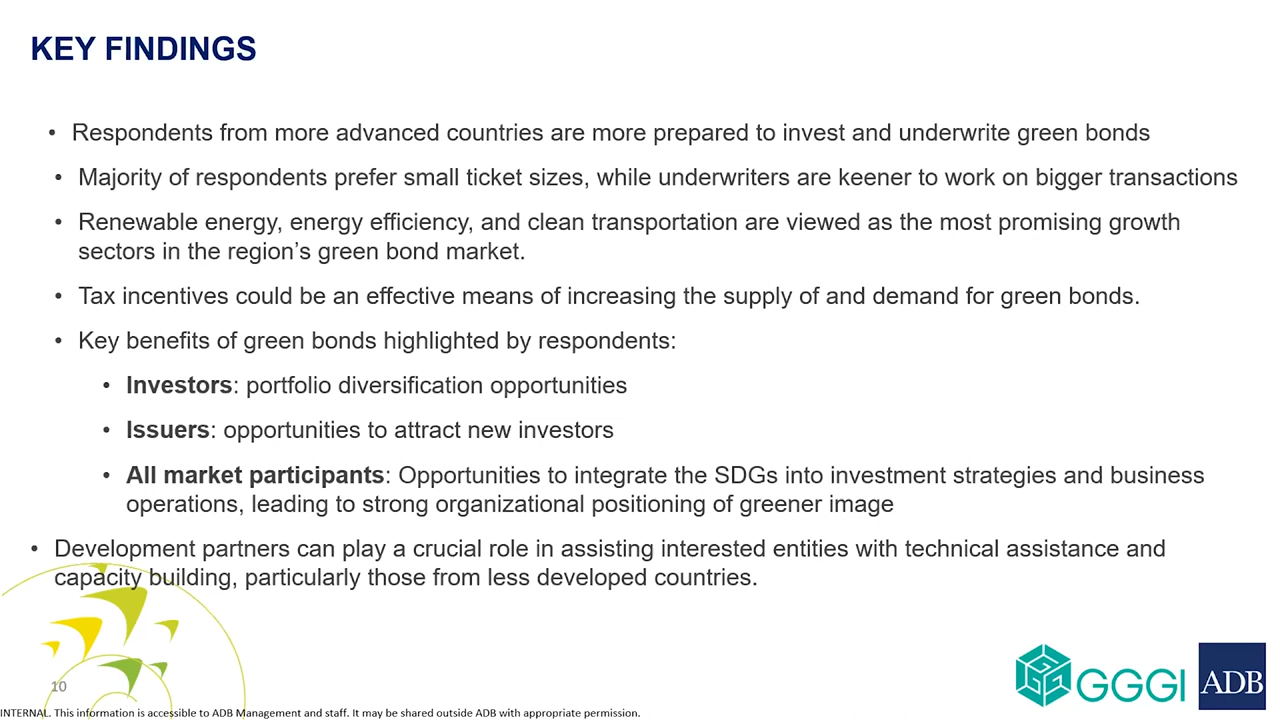 KEY FINDINGS
• Respondents from more advanced countries are more prepared to invest and underwrite green bonds
• Majority of respondents prefer small ticket sizes, while underwriters are keener to work on bigger transactions
• Renewable energy, energy efficiency, and clean transportation are viewed as the most promising growth
sectors in the region’s green bond market.
• Tax incentives could be an effective means of increasing the supply of and demand for green bonds.
• Key benefits of green bonds highlighted by respondents:
• Investors: portfolio diversification opportunities
• Issuers: opportunities to attract new investors
• All market participants: Opportunities to integrate the SDGs into investment strategies and business
operations, leading to strong organizational positioning of greener image
• Development partners can play a crucial role in assisting interested entities with technical assistance and
capacity building, particularly those from less developed countries.
10
GGGI
ADB
INTERNAL. This information is accessible to ADB Management and staff. It may be shared outside ADB with appropriate permission.